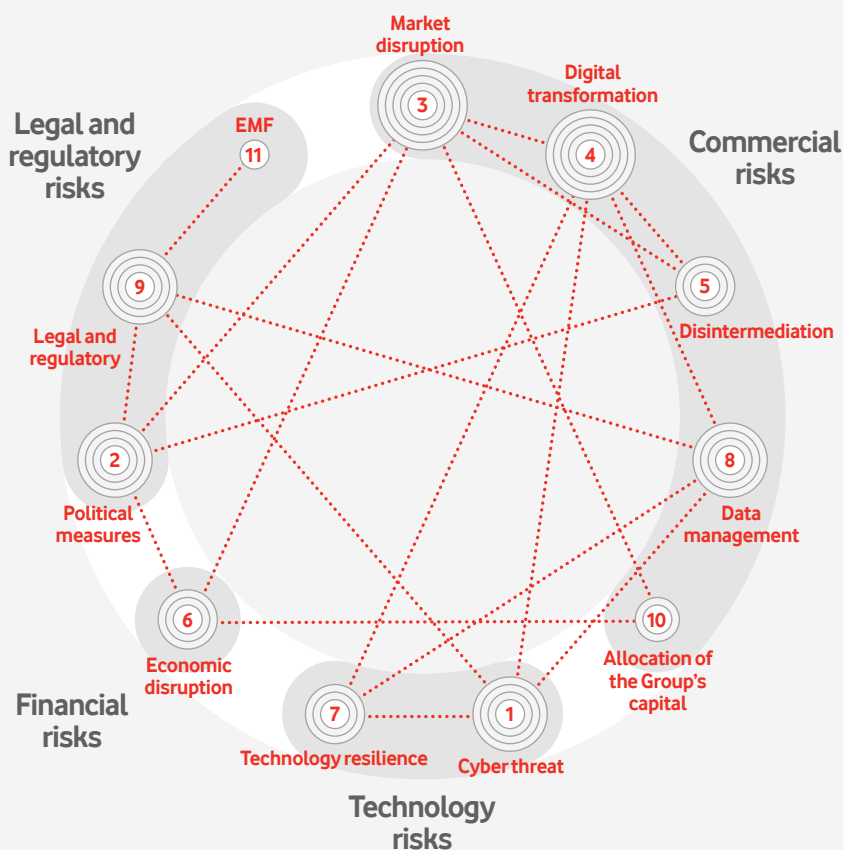 Market
disruption
3
Digital
transformation
4
Commercial
risks
Legal and
regulatory
risks
EMF
11
9
Legal and
regulatory
5
Disintermediation
2
Political
measures
8
Data
management
6
Economic
disruption
10
Allocation of
the Group's
capital
Financial
risks
7
Technology resilience
1
Cyber threat
Technology
risks